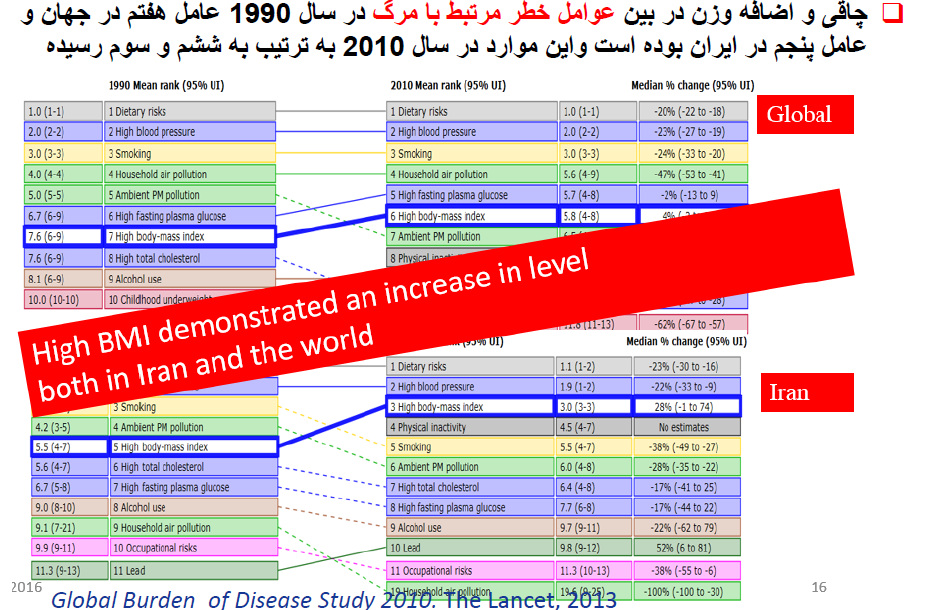 ❑ چاقی و اضافه وزن در بین عوامل خطر مرتبط با مرگ در سال 1990 عامل هفتم در جهان و
عامل پنجم در ایران بوده است واین موارد در سال 2010 به ترتیب به ششم و سوم رسیده
1990 Mean rank (95% UI) 2010 Mean rank (95% UI) Median % change (95% UI)
Global
1.0 (1-1) 1 Dietary risks 1 Dietary risks 1.0 (1-1) -20% (-22 to -18)
2.0 (2-2) 2 High blood pressure 2 High blood pressure 2.0 (2-2) -23% (-27 to -19)
3.0 (3-3) 3 Smoking 3 Smoking 3.0 (3-3) -24% (-33 to -20)
4.0 (4-4) 4 Household air pollution 4 Household air pollution 5.6 (4-9) -47% (-53 to -41)
5.0 (5-5) 5 Ambient PM pollution 5 High fasting plasma glucose 5.7 (4-8) -2% (-13 to 9)
6.7 (6-9) 6 High fasting plasma glucose 6 High body-mass index 5.8 (4-8)
7.6 (6-9) 7 High body-mass index 7 Ambient PM pollution
7.6 (6-9) 8 High total cholesterol 8 Physical
8.1 (6-9) 9 Alcohol use
10.0 (10-10) 10 Childhood underweight
(11-13) -62% (-67 to -57)
High BMI demonstrated an increase in level
both in Iran and the world
(95% UI) Median % change (95% UI)
Iran
1 Dietary risks 1.1 (1-2) -23% (-30 to -16)
2 High blood pressure 1.9 (1-2) -22% (-33 to -9)
3 Smoking 3 High body-mass index 3.0 (3-3) 28% (-1 to 74)
4.2 (3-5) 4 Ambient PM pollution 4 Physical inactivity 4.5 (4-7) No estimates
5.5 (4-7) 5 High body-mass index 5 Smoking 5.5 (4-7) -38% (-49 to -27)
5.6 (4-7) 6 High total cholesterol 6 Ambient PM pollution 6.0 (4-8) -28% (-35 to -22)
6.7 (5-8) 7 High fasting plasma glucose 7 High total cholesterol 6.4 (4-8) -17% (-41 to 25)
9.0 (8-10) 8 Alcohol use 8 High fasting plasma glucose 7.7 (6-8) -17% (-44 to 22)
9.1 (7-21) 9 Household air pollution 9 Alcohol use 9.7 (9-11) -22% (-62 to 79)
9.9 (9-11) 10 Occupational risks 10 Lead 9.8 (9-12) 52% (6 to 81)
11.3 (9-13) 11 Lead 11 Occupational risks 11.3 (10-13) -38% (-55 to -6)
19 Household air pollution 19.6 (9-25) -100% (-100 to -30)
2016 16
Global Burden of Disease Study 2010. The Lancet, 2013